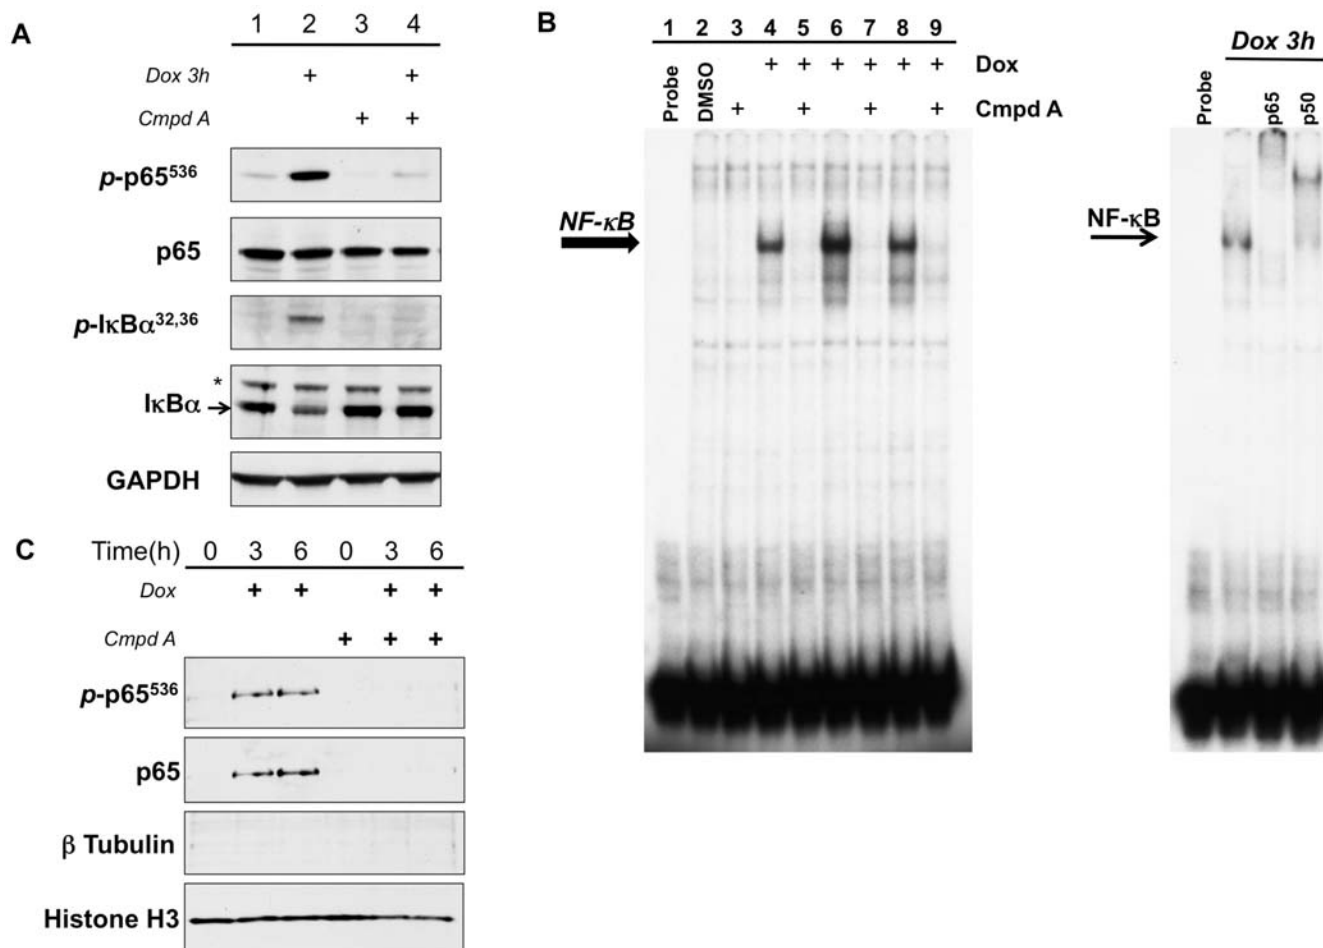 A
1 2 3 4
Dox 3h + +
Cmpd A + +
p-p65⁵³⁶
p65
p-IκBα³²,³⁶
*
IκBα
GAPDH
B
1 2 3 4 5 6 7 8 9
+ + + + + + Dox
Probe DMSO + + + + Cmpd A
NF-κB
Dox 3h
Probe p65 p50
NF-κB
C
Time(h) 0 3 6 0 3 6
Dox + + + +
Cmpd A + + +
p-p65⁵³⁶
p65
β Tubulin
Histone H3